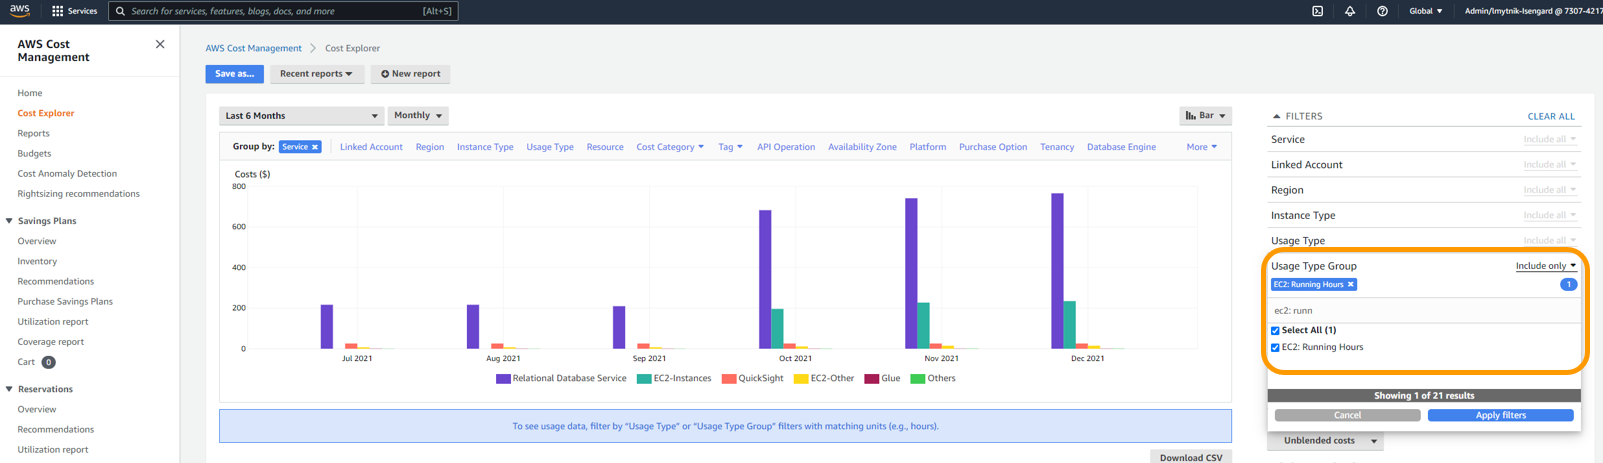 aws
Services
Search for services, features, blogs, docs, and more
[Alt+S]
Global
Admin/lmytnik-Isengard @ 7307-4217
AWS Cost
Management
Home
Cost Explorer
Reports
Budgets
Cost Anomaly Detection
Rightsizing recommendations
Savings Plans
Overview
Inventory
Recommendations
Purchase Savings Plans
Utilization report
Coverage report
Cart 0
Reservations
Overview
Recommendations
Utilization report
AWS Cost Management > Cost Explorer
Save as...
Recent reports
New report
Last 6 Months
Monthly
Bar
Group by: Service × Linked Account Region Instance Type Usage Type Resource Cost Category Tag API Operation Availability Zone Platform Purchase Option Tenancy Database Engine More
Costs ($)
800
600
400
200
0
Jul 2021 Aug 2021 Sep 2021 Oct 2021 Nov 2021 Dec 2021
Relational Database Service EC2-Instances QuickSight EC2-Other Glue Others
To see usage data, filter by “Usage Type” or “Usage Type Group” filters with matching units (e.g., hours).
Download CSV
FILTERS CLEAR ALL
Service Include all
Linked Account Include all
Region Include all
Instance Type Include all
Usage Type Include all
Usage Type Group Include only
EC2: Running Hours × 1
ec2: runn
Select All (1)
EC2: Running Hours
Showing 1 of 21 results
Cancel Apply filters
Unblended costs